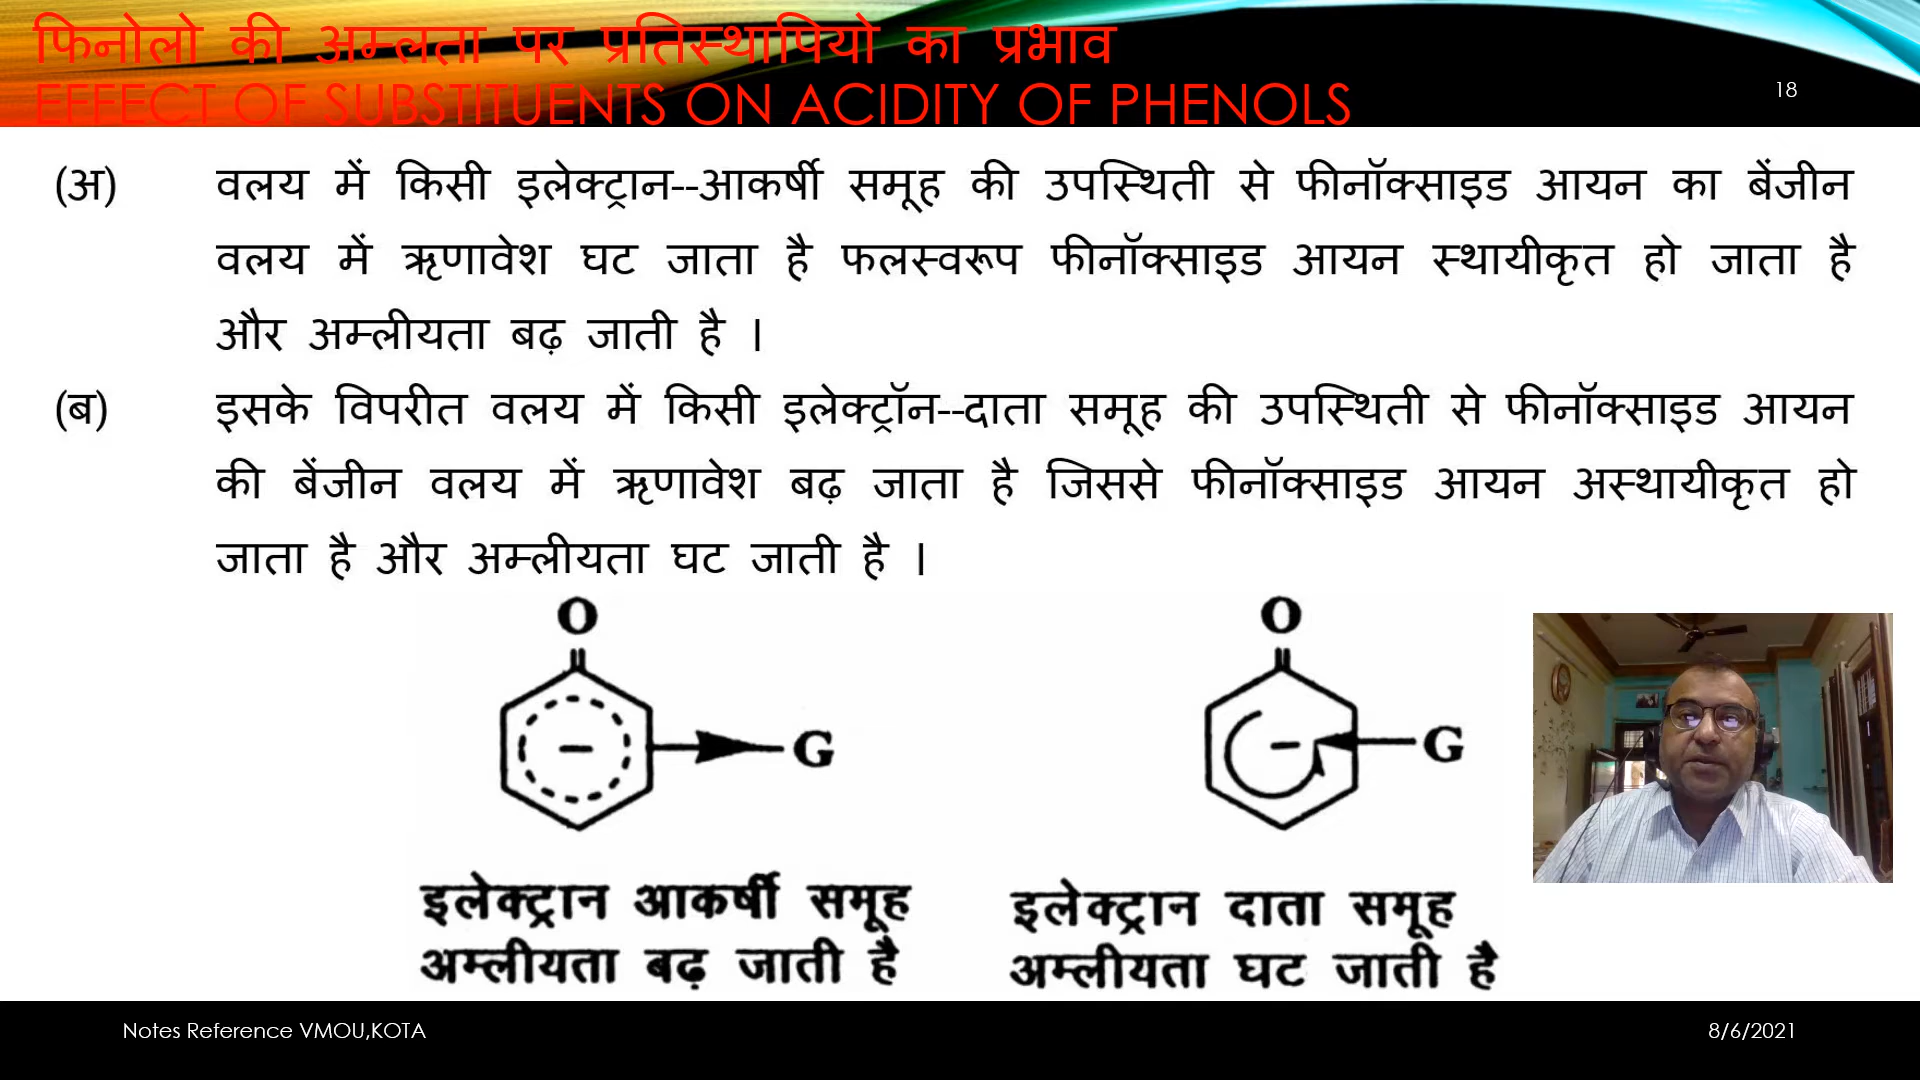 फिनोलो की अम्लता पर प्रतिस्थापियो का प्रभाव
EFFECT OF SUBSTITUENTS ON ACIDITY OF PHENOLS
18
(अ) वलय में किसी इलेक्ट्रान--आकर्षी समूह की उपस्थिती से फीनॉक्साइड आयन का बेंजीन
वलय में ऋणावेश घट जाता है फलस्वरूप फीनॉक्साइड आयन स्थायीकृत हो जाता है
और अम्लीयता बढ़ जाती है ।
(ब) इसके विपरीत वलय में किसी इलेक्ट्रॉन--दाता समूह की उपस्थिती से फीनॉक्साइड आयन
की बेंजीन वलय में ऋणावेश बढ़ जाता है जिससे फीनॉक्साइड आयन अस्थायीकृत हो
जाता है और अम्लीयता घट जाती है ।
O
G
O
G
इलेक्ट्रान आकर्षी समूह
अम्लीयता बढ़ जाती है
इलेक्ट्रान दाता समूह
अम्लीयता घट जाती है
Notes Reference VMOU,KOTA
8/6/2021